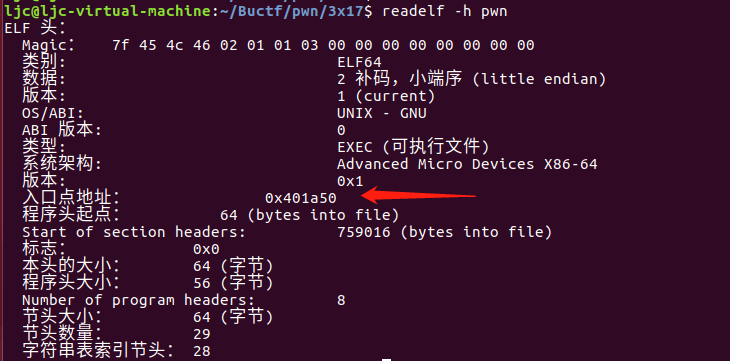 ljc@ljc-virtual-machine:~/Buctf/pwn/3x17$ readelf -h pwn
ELF 头：
  Magic：   7f 45 4c 46 02 01 01 03 00 00 00 00 00 00 00 00
  类别:                              ELF64
  数据:                              2 补码，小端序 (little endian)
  版本:                              1 (current)
  OS/ABI:                            UNIX - GNU
  ABI 版本:                          0
  类型:                              EXEC (可执行文件)
  系统架构:                          Advanced Micro Devices X86-64
  版本:                              0x1
  入口点地址：               0x401a50
  程序头起点：          64 (bytes into file)
  Start of section headers:          759016 (bytes into file)
  标志：             0x0
  本头的大小：       64 (字节)
  程序头大小：       56 (字节)
  Number of program headers:         8
  节头大小：         64 (字节)
  节头数量：         29
  字符串表索引节头： 28